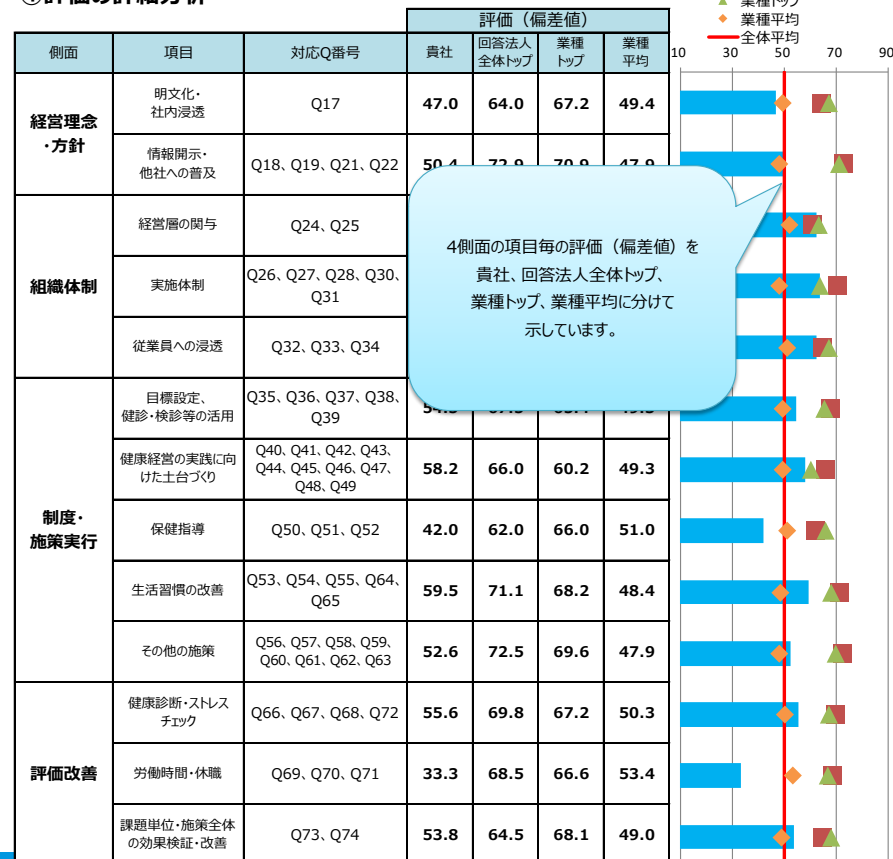 業種トップ
業種平均
全体平均
評価（偏差値）
側面 項目 対応Q番号 貴社 回答法人 業種 業種
全体トップ トップ 平均
10 30 50 70 90
経営理念
・方針
明文化・
社内浸透
Q17 47.0 64.0 67.2 49.4
情報開示・
他社への普及
Q18、Q19、Q21、Q22 50.4 72.9 70.9 47.9
組織体制
経営層の関与 Q24、Q25
実施体制
Q26、Q27、Q28、Q30、
Q31
従業員への浸透 Q32、Q33、Q34
4側面の項目毎の評価（偏差値）を
貴社、回答法人全体トップ、
業種トップ、業種平均に分けて
示しています。
制度・
施策実行
目標設定、
健診・検診等の活用
Q35、Q36、Q37、Q38、
Q39
健康経営の実践に向
けた土台づくり
Q40、Q41、Q42、Q43、
Q44、Q45、Q46、Q47、
Q48、Q49
58.2 66.0 60.2 49.3
保健指導 Q50、Q51、Q52 42.0 62.0 66.0 51.0
生活習慣の改善
Q53、Q54、Q55、Q64、
Q65
59.5 71.1 68.2 48.4
その他の施策
Q56、Q57、Q58、Q59、
Q60、Q61、Q62、Q63
52.6 72.5 69.6 47.9
評価改善
健康診断・ストレス
チェック
Q66、Q67、Q68、Q72 55.6 69.8 67.2 50.3
労働時間・休職 Q69、Q70、Q71 33.3 68.5 66.6 53.4
課題単位・施策全体
の効果検証・改善
Q73、Q74 53.8 64.5 68.1 49.0